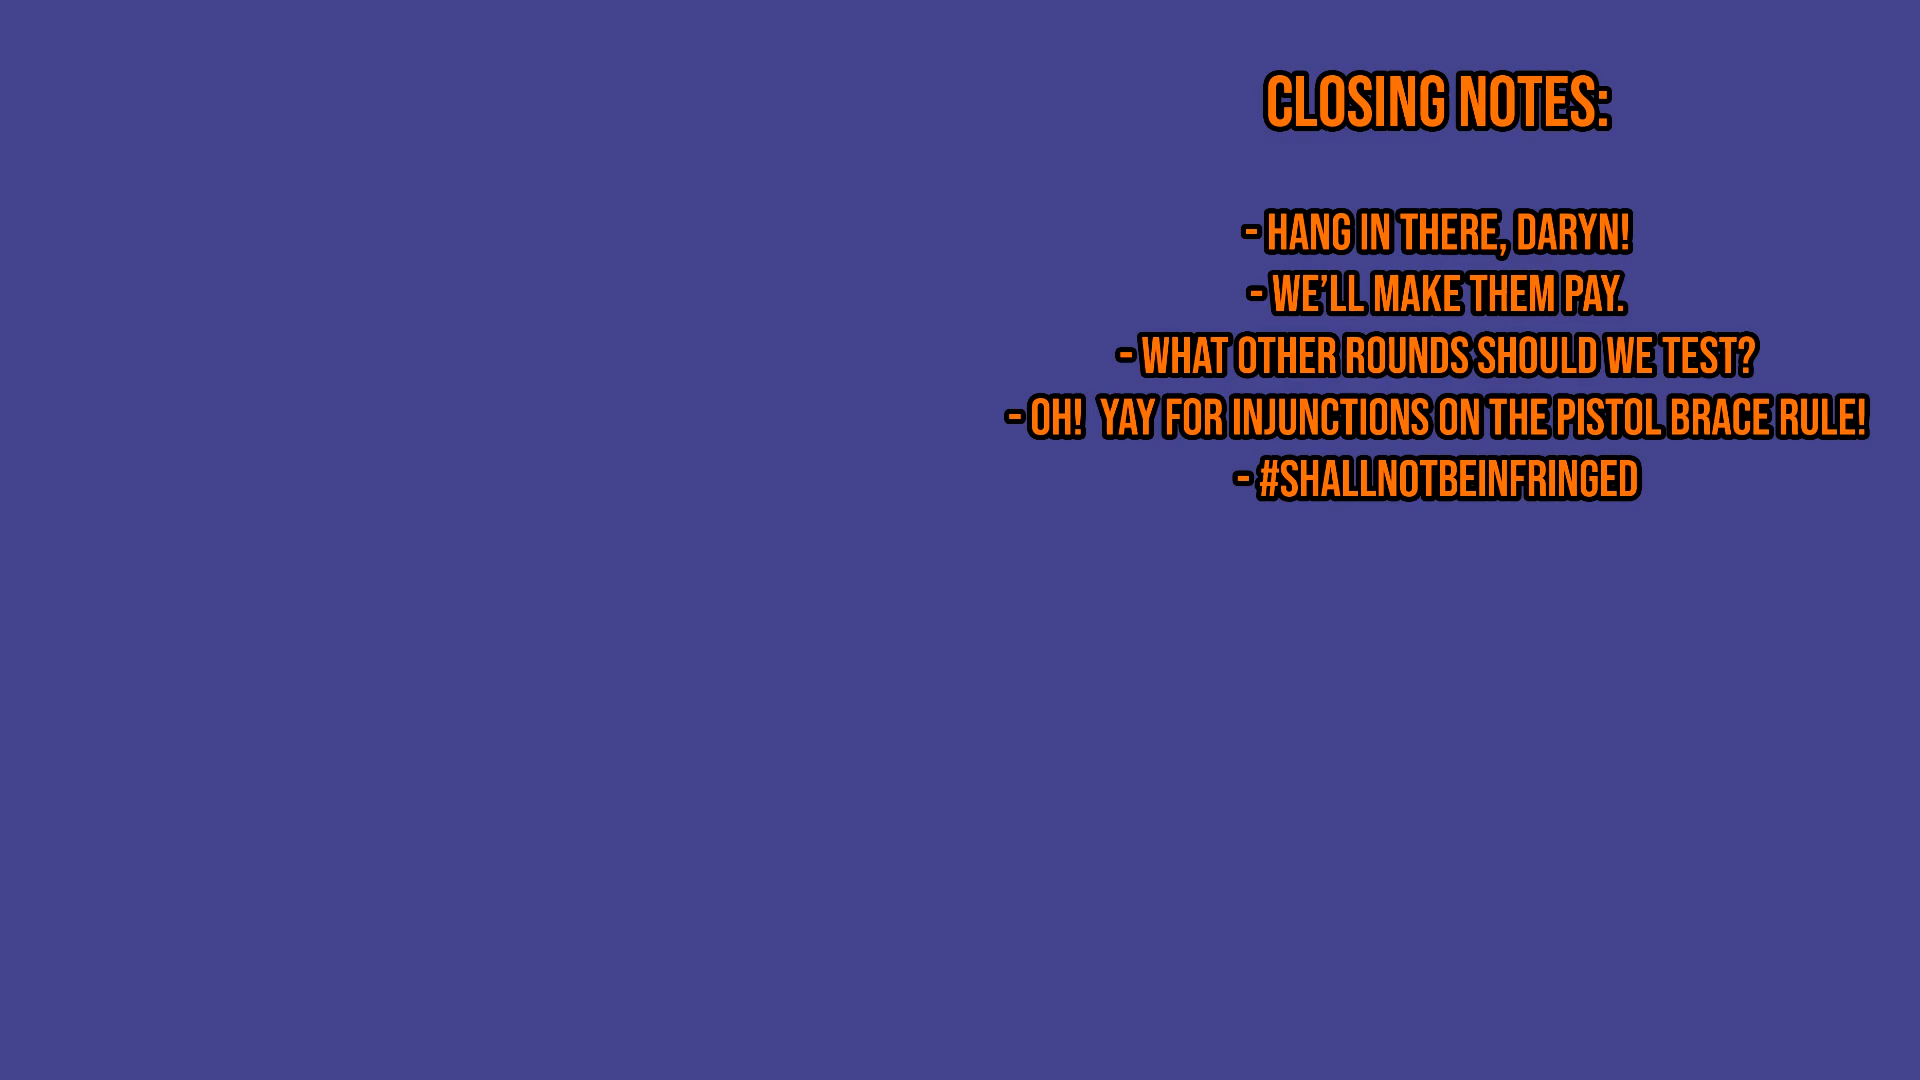 CLOSING NOTES:
- HANG IN THERE, DARYN!
- WE'LL MAKE THEM PAY.
- WHAT OTHER ROUNDS SHOULD WE TEST?
- OH!  YAY FOR INJUNCTIONS ON THE PISTOL BRACE RULE!
- #SHALLNOTBEINFRINGED